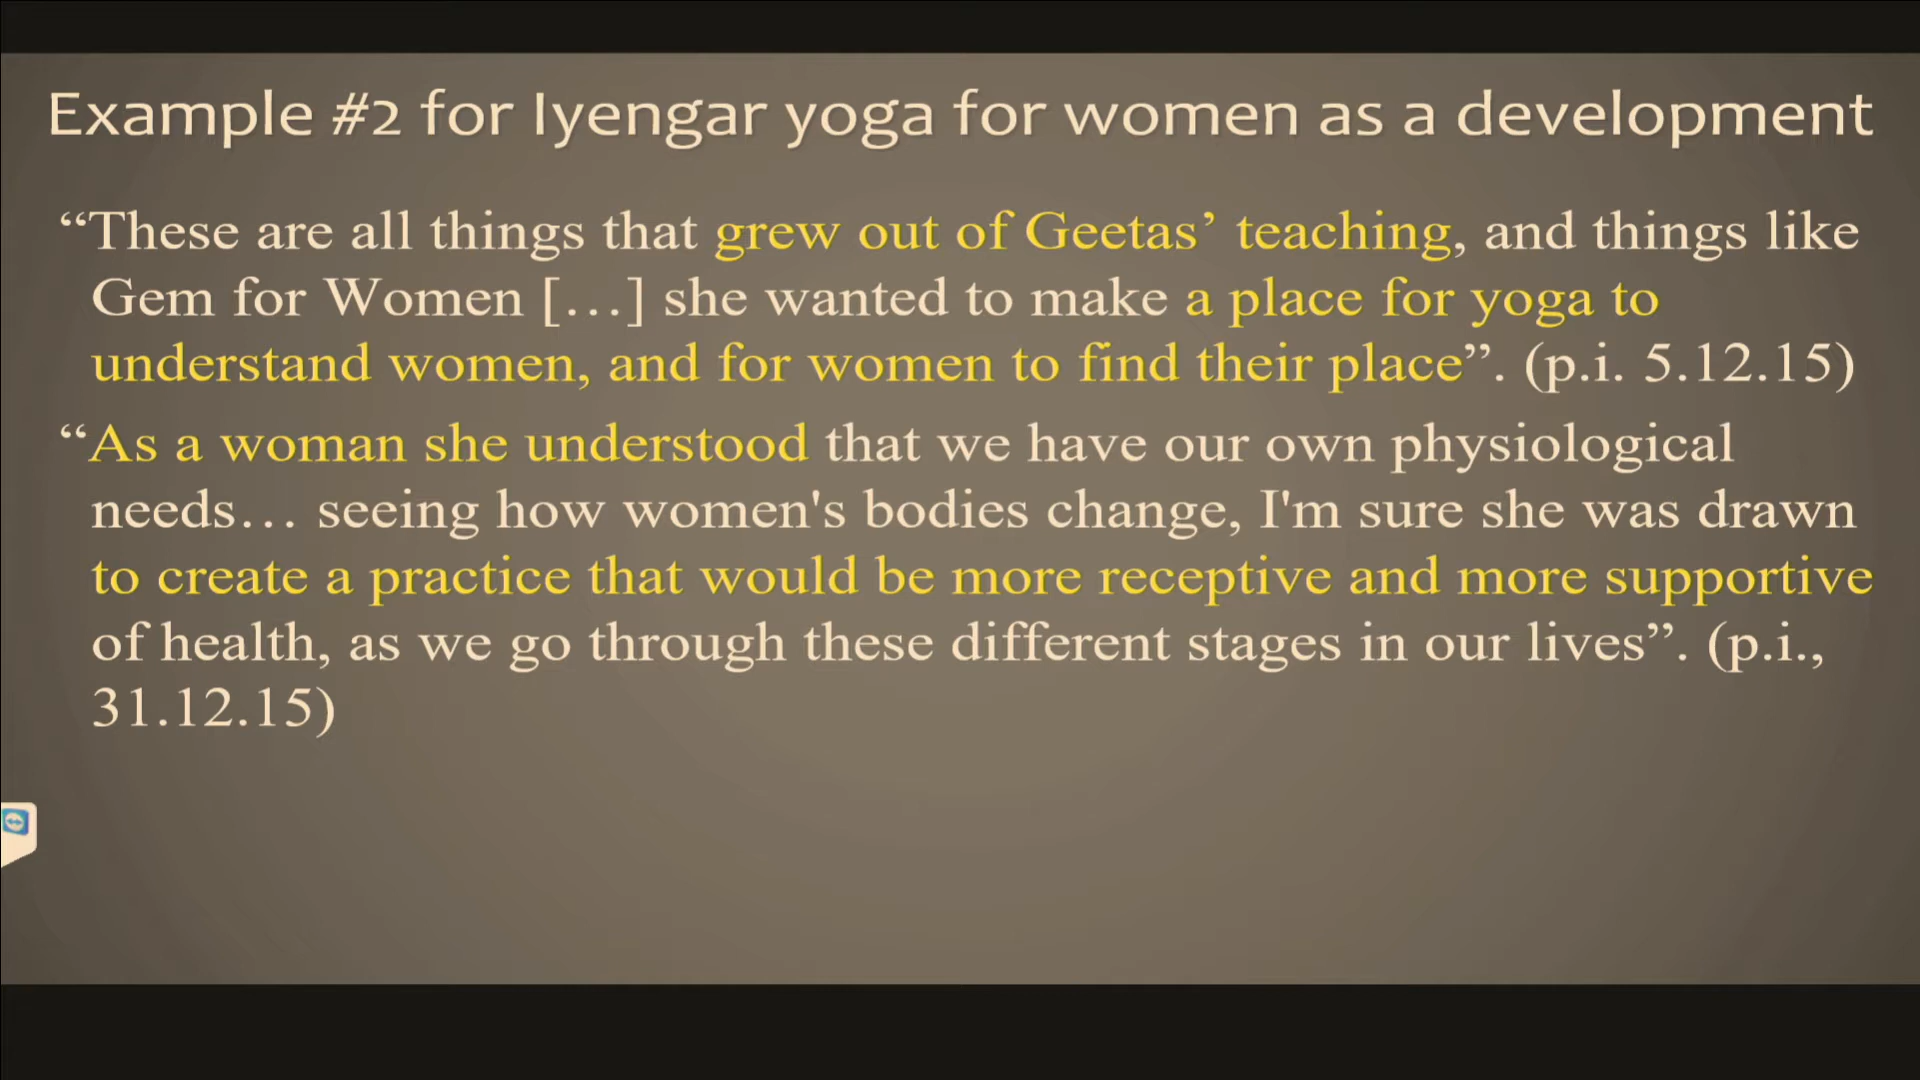 Example #2 for Iyengar yoga for women as a development
“These are all things that grew out of Geetas’ teaching, and things like
Gem for Women […] she wanted to make a place for yoga to
understand women, and for women to find their place”. (p.i. 5.12.15)
“As a woman she understood that we have our own physiological
needs… seeing how women's bodies change, I'm sure she was drawn
to create a practice that would be more receptive and more supportive
of health, as we go through these different stages in our lives”. (p.i.,
31.12.15)